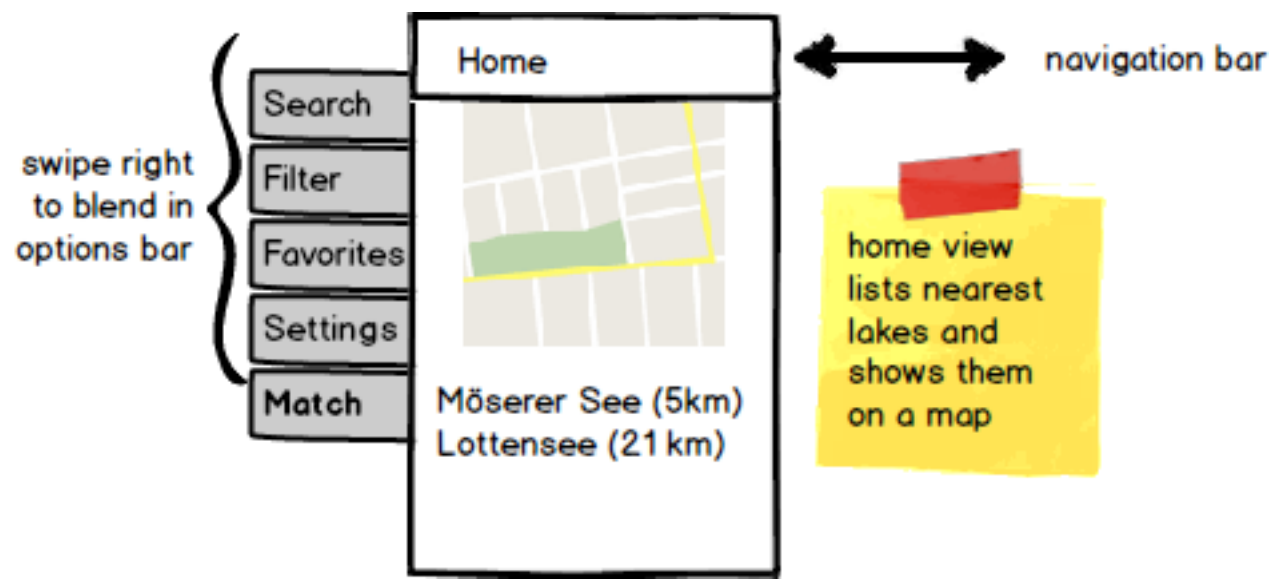 Home
navigation bar
swipe right
to blend in
options bar
Search
Filter
Favorites
Settings
Match
Möserer See (5km)
Lottensee (21 km)
home view
lists nearest
lakes and
shows them
on a map